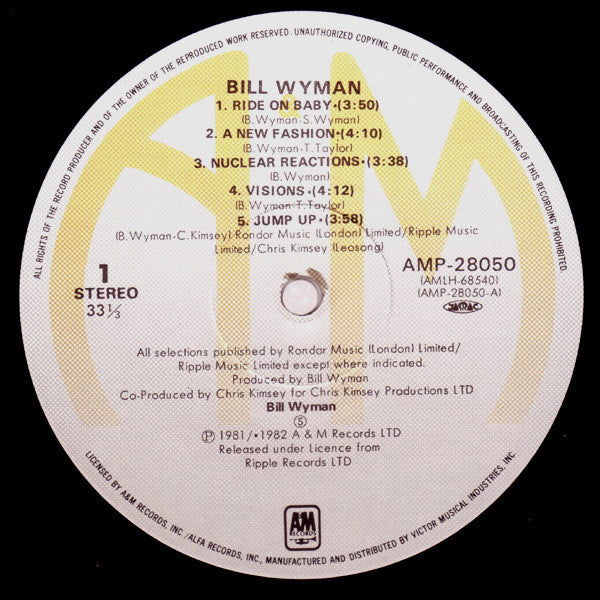 ALL RIGHTS OF THE RECORD PRODUCER AND OF THE OWNER OF THE REPRODUCED WORK RESERVED. UNAUTHORIZED COPYING, PUBLIC PERFORMANCE AND BROADCASTING OF THIS RECORDING PROHIBITED
BILL WYMAN
1. RIDE ON BABY•(3:50)
(B.Wyman-S.Wyman)
2. A NEW FASHION•(4:10)
(B.Wyman-T.Taylor)
3. NUCLEAR REACTIONS•(3:38)
(B.Wyman)
4. VISIONS•(4:12)
(B.Wyman-T.Taylor)
5. JUMP UP•(3:58)
(B.Wyman-C.Kimsey) Rondor Music (London) Limited/Ripple Music
Limited/Chris Kimsey (Leosong)
1
STEREO
33⅓
AMP-28050
(AMLH-68540)
(AMP-28050-A)
JASRAC
All selections published by Rondor Music (London) Limited/
Ripple Music Limited except where indicated.
Produced by Bill Wyman
Co-Produced by Chris Kimsey for Chris Kimsey Productions LTD
Bill Wyman
Ⓢ
Ⓟ 1981/•1982 A & M Records LTD
Released under Licence from
Ripple Records LTD
A&M
RECORDS
LICENSED BY A&M RECORDS, INC./ALFA RECORDS, INC., MANUFACTURED AND DISTRIBUTED BY VICTOR MUSICAL INDUSTRIES, INC.